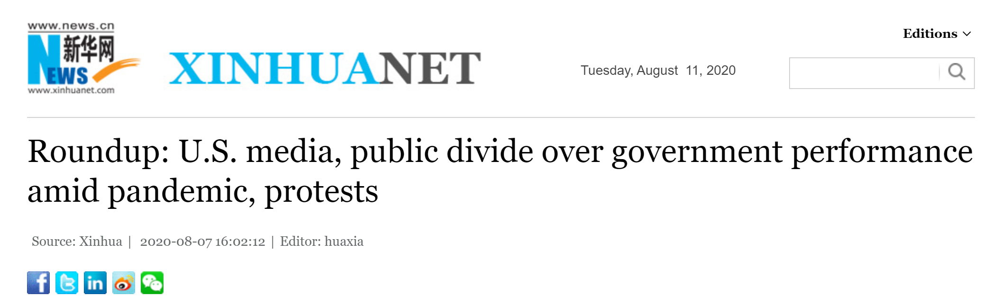 www.news.cn
新华网
NEWS
www.xinhuanet.com
XINHUANET
Tuesday, August 11, 2020
Editions
Roundup: U.S. media, public divide over government performance
amid pandemic, protests
Source: Xinhua | 2020-08-07 16:02:12 | Editor: huaxia
f
t
in